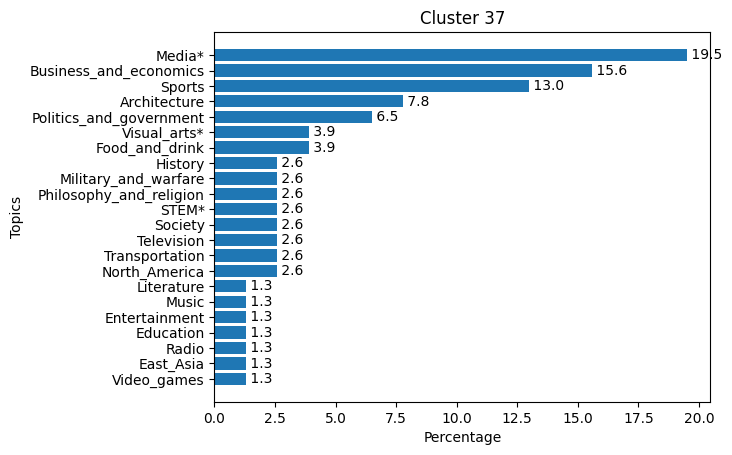 Cluster 37
Media* 19.5
Business_and_economics 15.6
Sports 13.0
Architecture 7.8
Politics_and_government 6.5
Visual_arts* 3.9
Food_and_drink 3.9
History 2.6
Military_and_warfare 2.6
Philosophy_and_religion 2.6
STEM* 2.6
Society 2.6
Television 2.6
Transportation 2.6
North_America 2.6
Literature 1.3
Music 1.3
Entertainment 1.3
Education 1.3
Radio 1.3
East_Asia 1.3
Video_games 1.3
Topics
0.0 2.5 5.0 7.5 10.0 12.5 15.0 17.5 20.0
Percentage